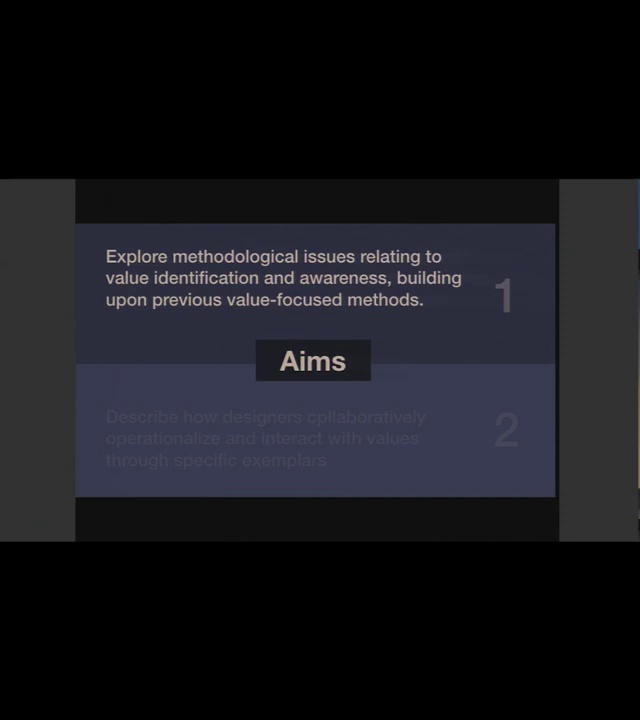 Explore methodological issues relating to
value identification and awareness, building
upon previous value-focused methods.
1
Aims
Describe how designers cpllaboratively
operationalize and interact with values
through specific exemplars
2